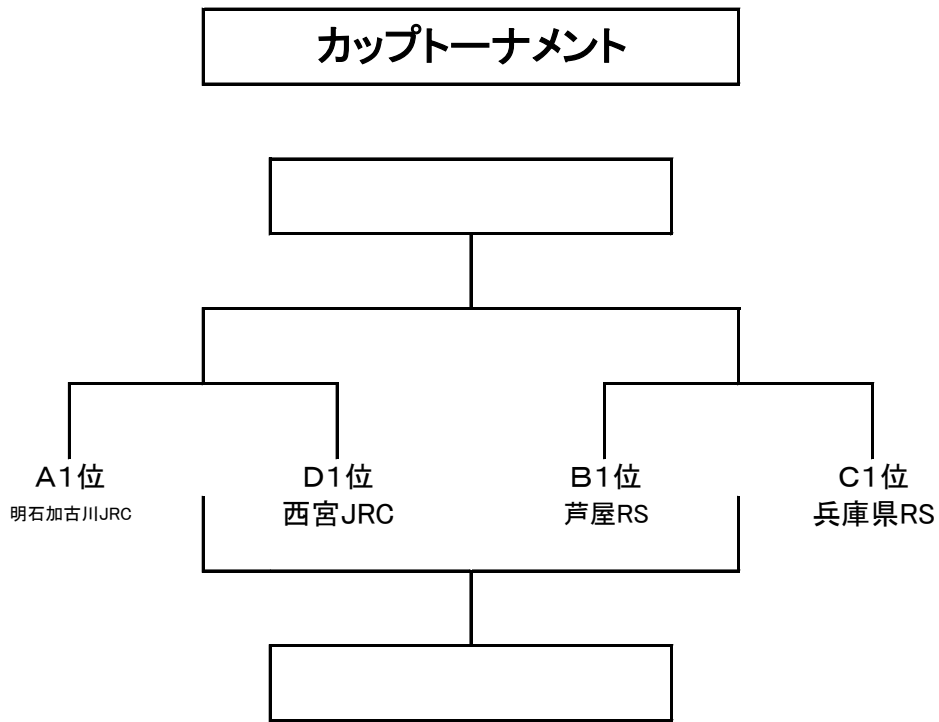 カップトーナメント
A1位
D1位
B1位
C1位
明石加古川JRC
西宮JRC
芦屋RS
兵庫県RS